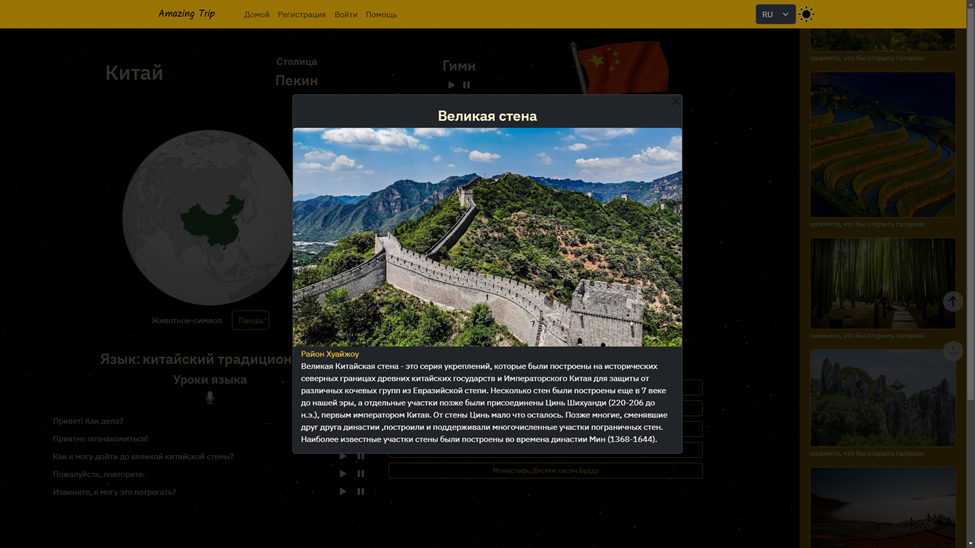 Amazing Trip
Домой Регистрация Войти Помощь
RU
Китай
Столица
Пекин
Гимн
нажмите, что бы открыть галерею
Великая стена
нажмите, что бы открыть галерею
Животное-символ Панда.
нажмите, что бы открыть галерею
Район Хуайжоу
Великая Китайская стена - это серия укреплений, которые были построены на исторических
северных границах древних китайских государств и Императорского Китая для защиты от
различных кочевых групп из Евразийской степи. Несколько стен были построены еще в 7 веке
до нашей эры, а отдельные участки позже были присоединены Цинь Шихуанди (220-206 до
н.э.), первым императором Китая. От стены Цинь мало что осталось. Позже многие, сменявшие
друг друга династии ,построили и поддерживали многочисленные участки пограничных стен.
Наиболее известные участки стены были построены во времена династии Мин (1368-1644).
Язык: китайский традицион
Уроки языка
Привет! Как дела?
Приятно познакомиться!
Как я могу дойти до великой китайской стены?
Пожалуйста, повторите.
Извините, я могу это потрогать?
Монастырь Десяти тысяч Будду
нажмите, что бы открыть галерею